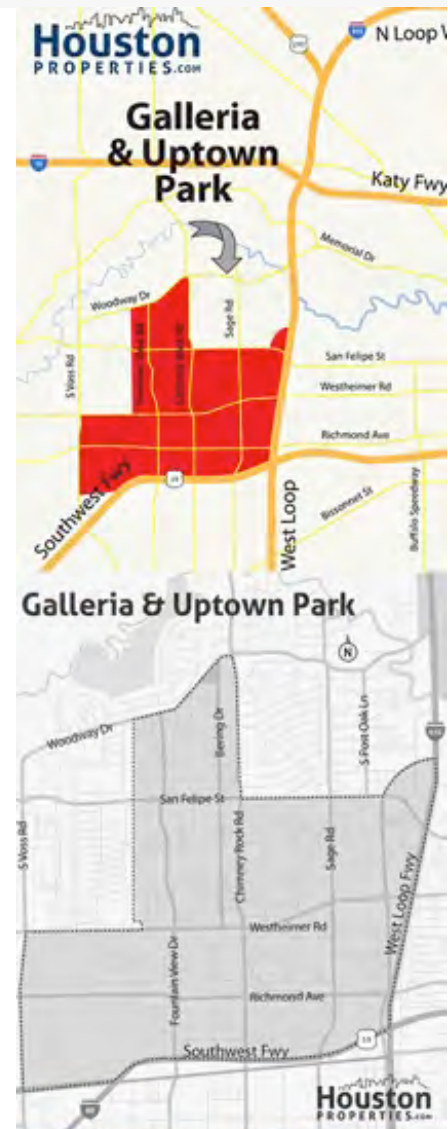 Houston
PROPERTIES.COM
N Loop W
Galleria
& Uptown
Park
Katy Fwy
Memorial Dr
Woodway Dr
Sage Rd
S Voss Rd
San Felipe St
Westheimer Rd
Richmond Ave
Southwest Fwy
West Loop
Bissonnet St
Buffalo Speedway
Galleria & Uptown Park
N
Woodway Dr
Bering Dr
S Post Oak Ln
San Felipe St
S Voss Rd
Chimney Rock Rd
Sage Rd
West Loop Fwy
Westheimer Rd
Fountain View Dr
Richmond Ave
Southwest Fwy
59
Houston
PROPERTIES.COM